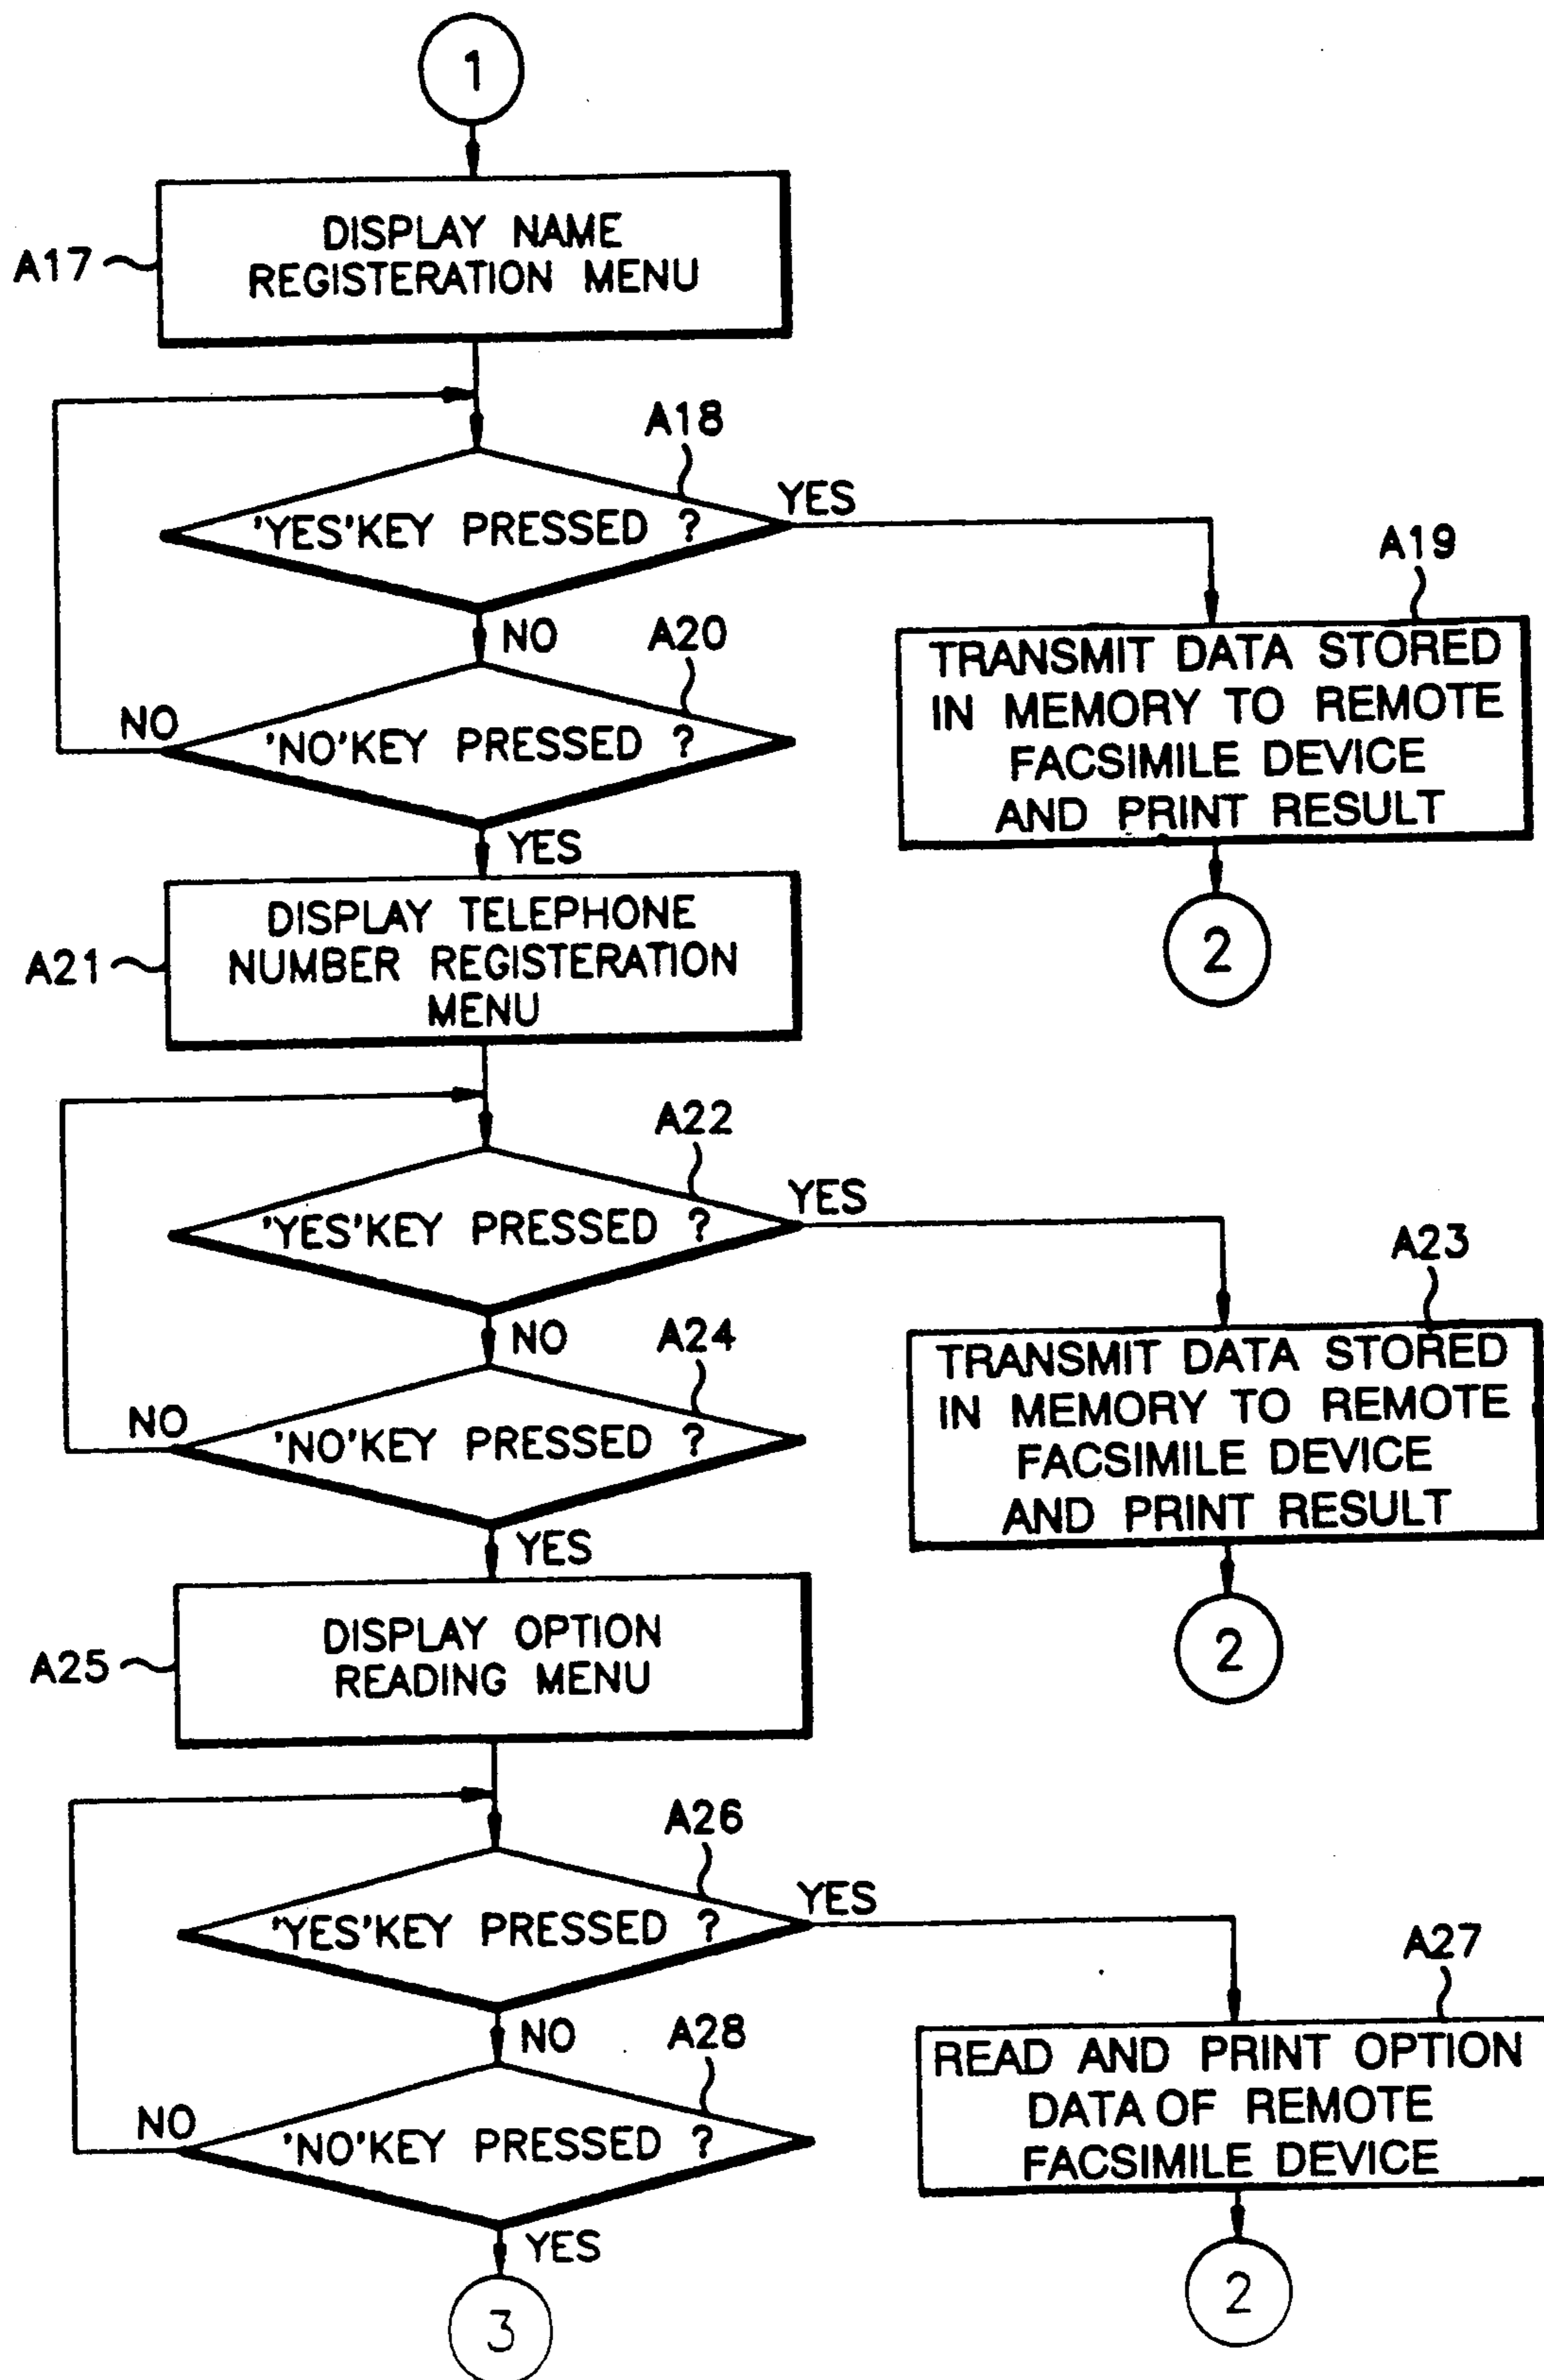 1
DISPLAY NAME
REGISTERATION MENU
A17
A18
'YES'KEY PRESSED ?
YES
A19
TRANSMIT DATA STORED
IN MEMORY TO REMOTE
FACSIMILE DEVICE
AND PRINT RESULT
2
NO
A20
NO
'NO'KEY PRESSED ?
YES
DISPLAY TELEPHONE
NUMBER REGISTERATION
MENU
A21
A22
'YES'KEY PRESSED ?
YES
A23
TRANSMIT DATA STORED
IN MEMORY TO REMOTE
FACSIMILE DEVICE
AND PRINT RESULT
2
NO
A24
NO
'NO'KEY PRESSED ?
YES
DISPLAY OPTION
READING MENU
A25
A26
'YES'KEY PRESSED ?
YES
A27
READ AND PRINT OPTION
DATA OF REMOTE
FACSIMILE DEVICE
2
NO
A28
NO
'NO'KEY PRESSED ?
YES
3